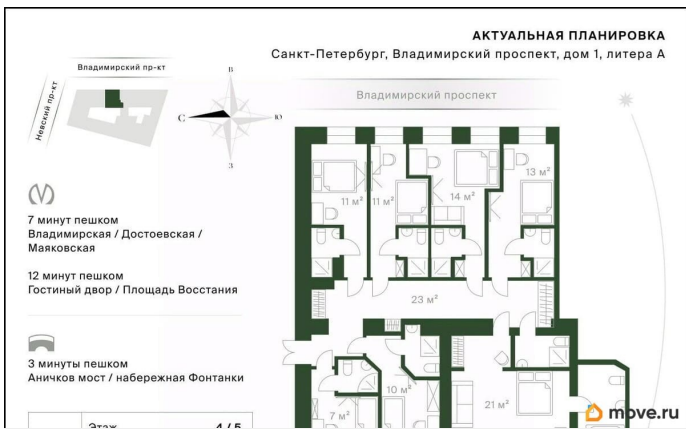 АКТУАЛЬНАЯ ПЛАНИРОВКА
Санкт-Петербург, Владимирский проспект, дом 1, литера А
Владимирский пр-кт
Невский пр-кт
В
С
Ю
З
Владимирский проспект
11 м²
11 м²
14 м²
13 м²
7 минут пешком
Владимирская / Достоевская /
Маяковская
12 минут пешком
Гостиный двор / Площадь Восстания
23 м²
3 минуты пешком
Аничков мост / набережная Фонтанки
7 м²
10 м²
21 м²
Этаж 4 / 5
move.ru